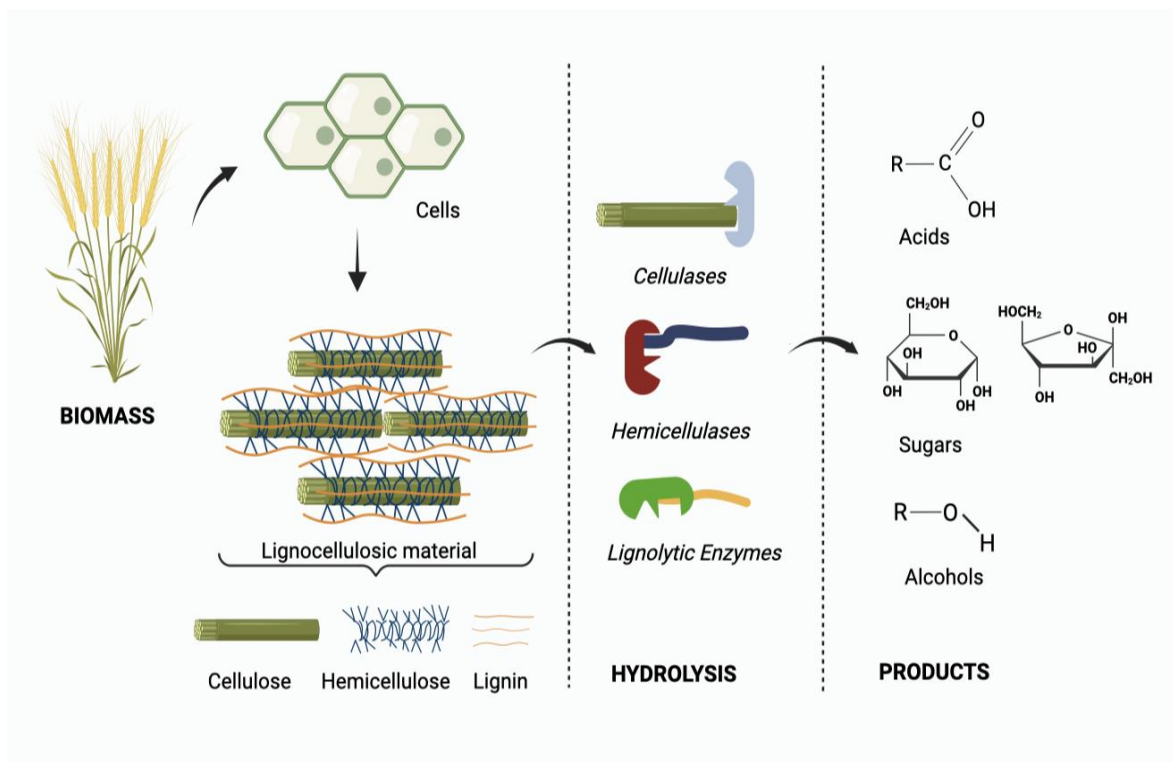 BIOMASS
Cells
Lignocellulosic material
Cellulose
Hemicellulose
Lignin
Cellulases
Hemicellulases
Lignolytic Enzymes
HYDROLYSIS
O
R
C
OH
Acids
CH₂OH
O
OH
OH
OH
OH
HOCH₂
O
OH
HO
CH₂OH
OH
Sugars
R
O
H
Alcohols
PRODUCTS